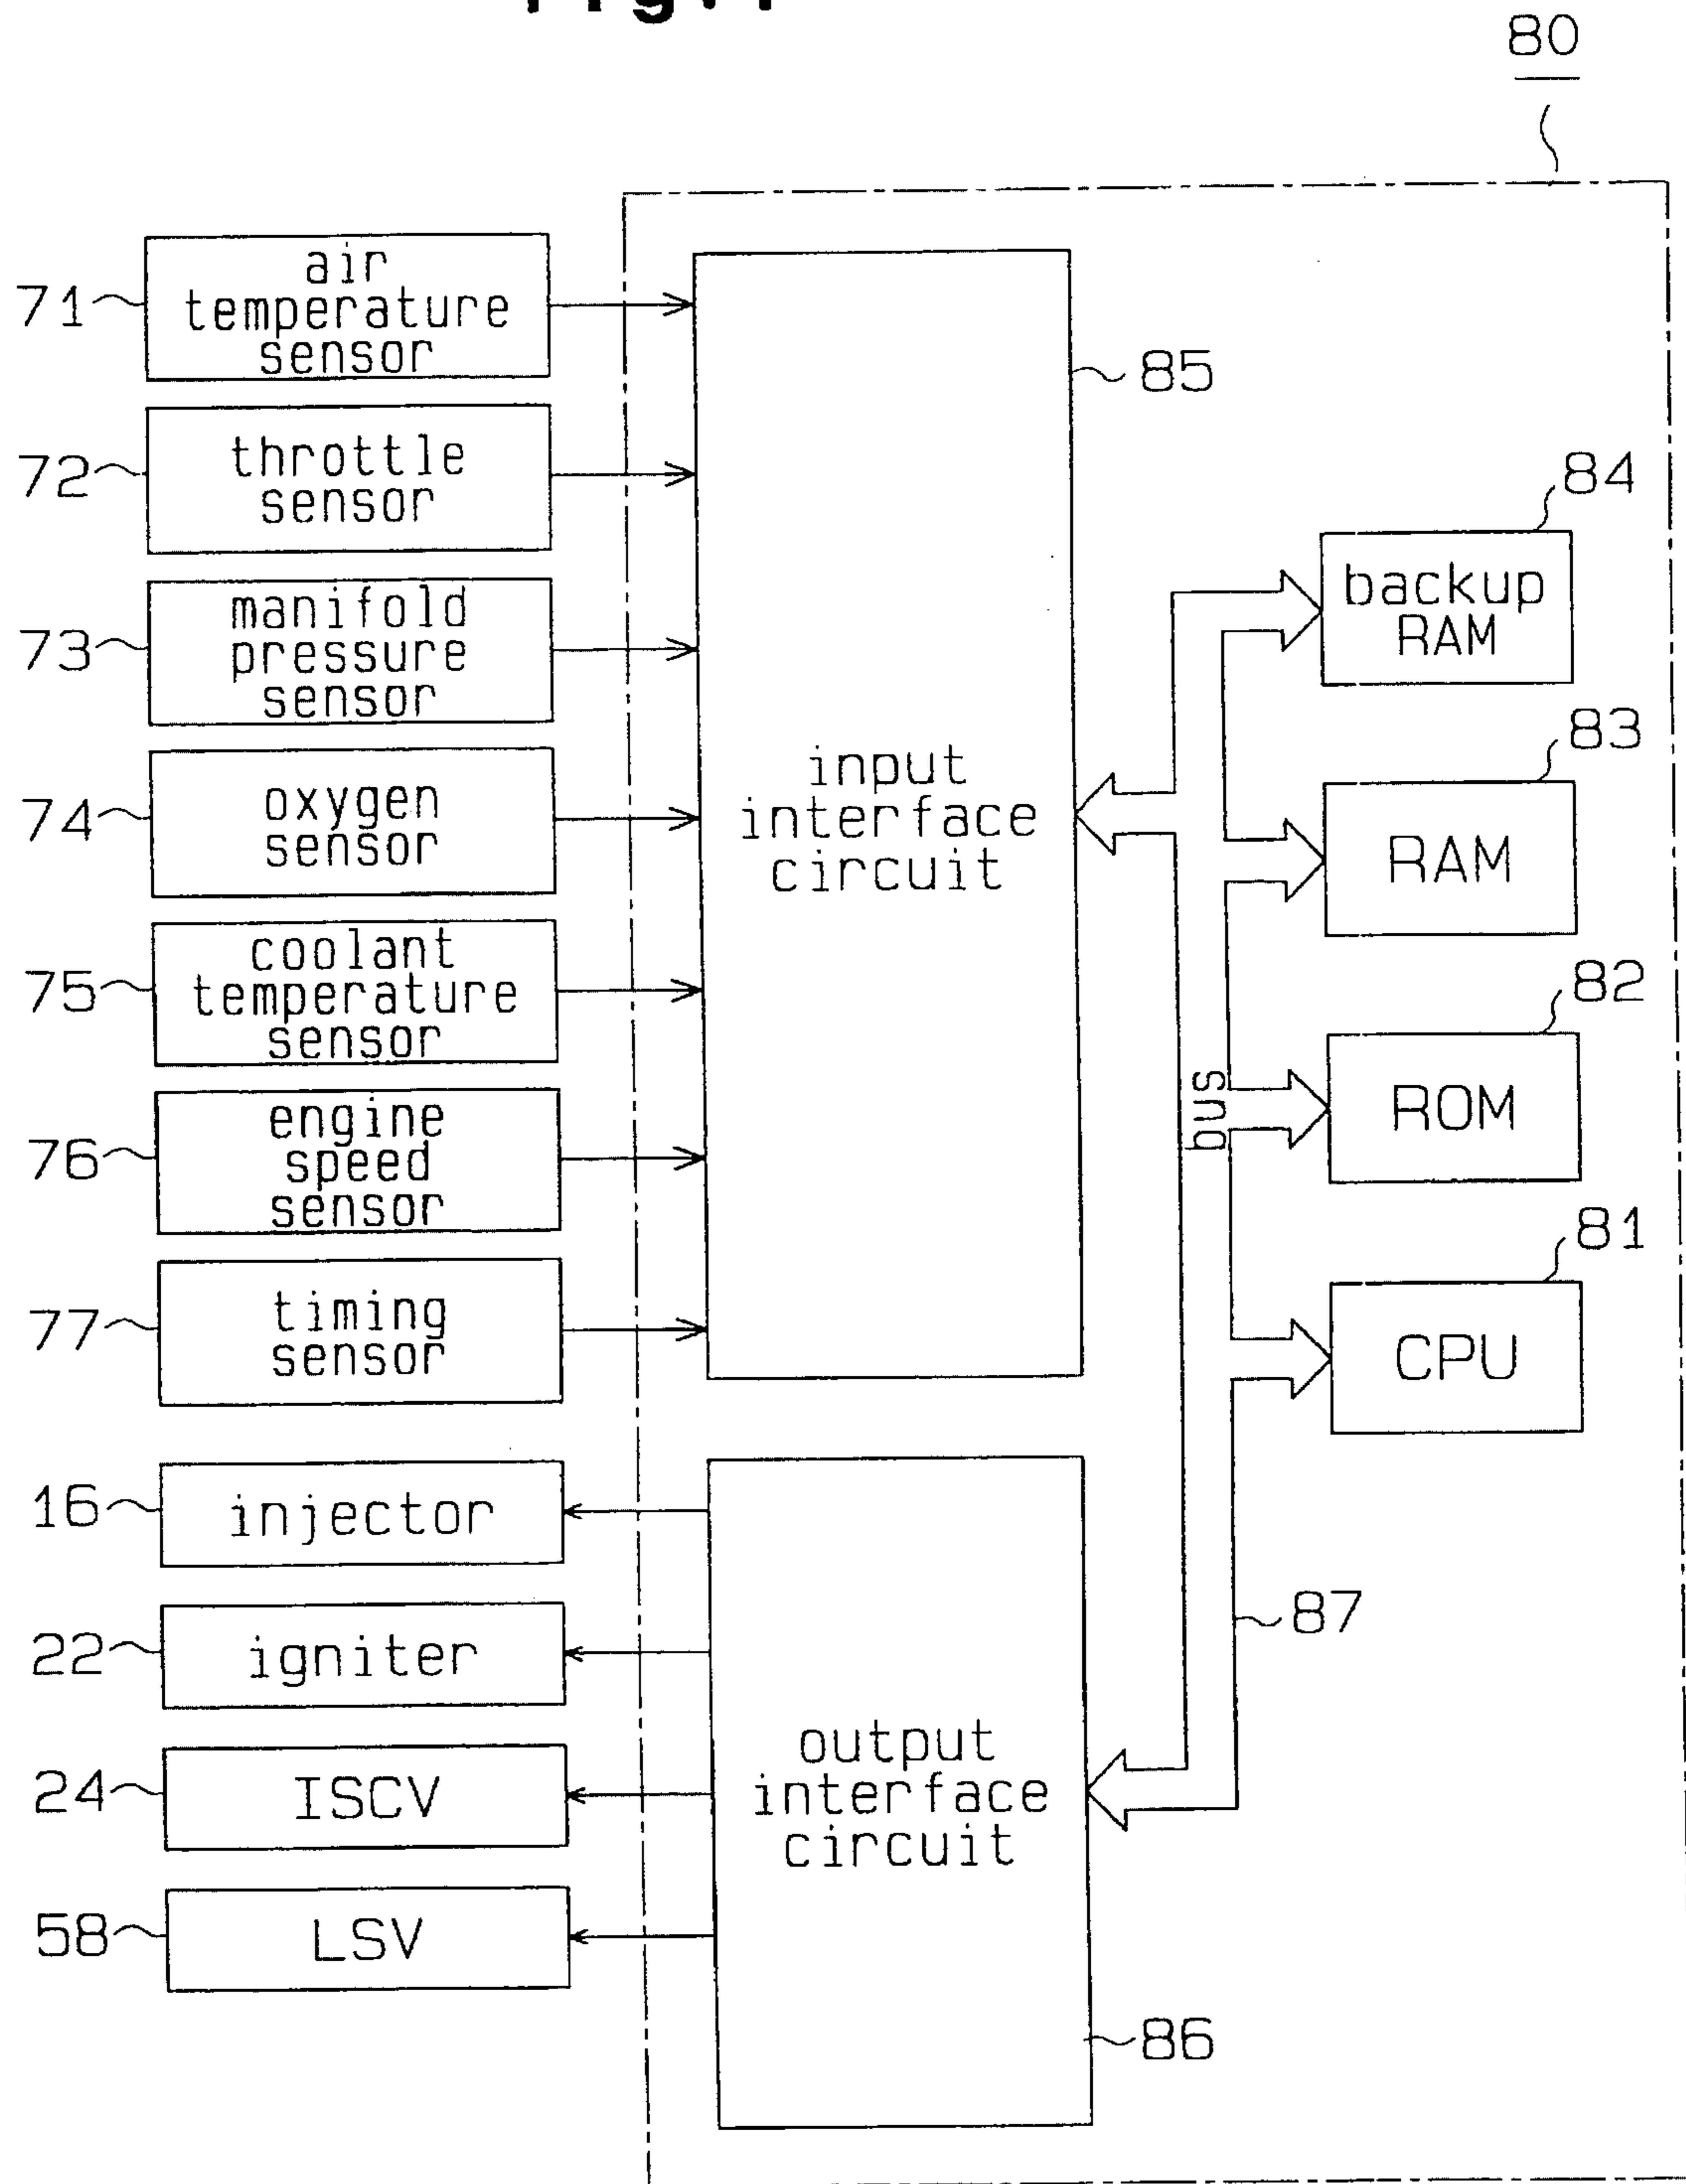 80
71
air
temperature
sensor
72
throttle
sensor
73
manifold
pressure
sensor
74
oxygen
sensor
75
coolant
temperature
sensor
76
engine
speed
sensor
77
timing
sensor
16
injector
22
igniter
24
ISCV
58
LSV
input
interface
circuit
85
output
interface
circuit
86
bus
87
84
backup
RAM
83
RAM
82
ROM
81
CPU